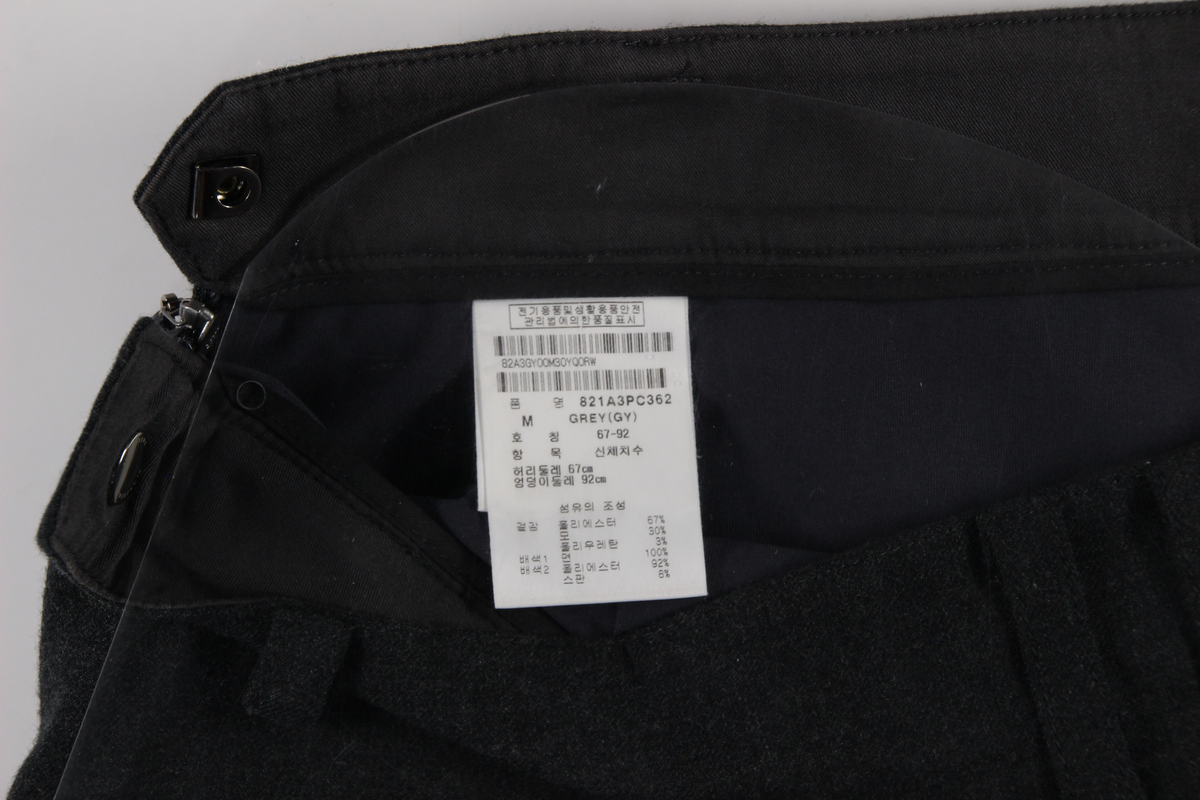 전기용품및생활용품안전
관리법에의한품질표시
82A3GY00M30YQ0RW
품 명 821A3PC362
M GREY(GY)
호 칭 67-92
항 목 신체치수
허리둘레 67cm
엉덩이둘레 92cm
섬유의 조성
겉감 폴리에스터 67%
30%
폴리우레탄 3%
배색1 100%
배색2 폴리에스터 92%
스판 8%